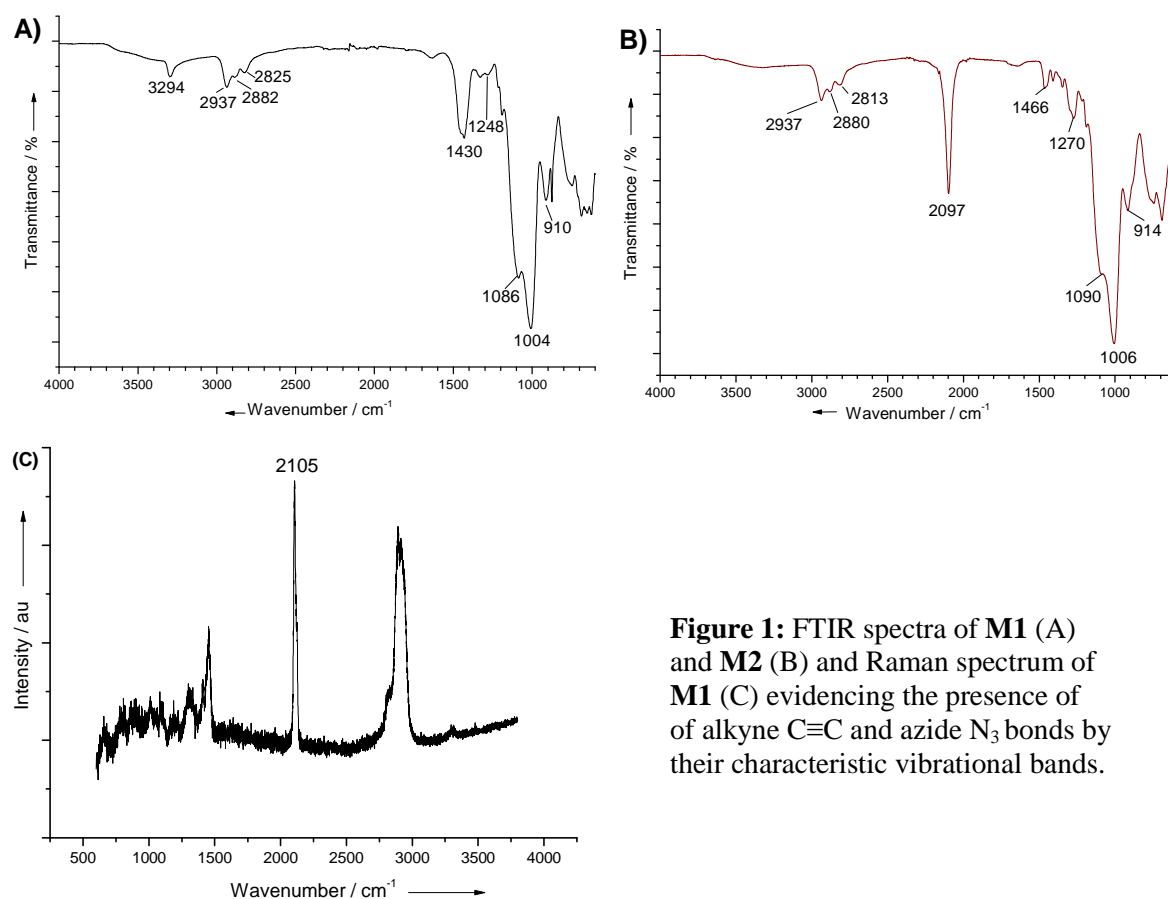 A)
3294
2937
2882
2825
1430
1248
1086
1004
910
Transmittance / %
4000 3500 3000 2500 2000 1500 1000
Wavenumber / cm⁻¹
B)
2937
2880
2813
2097
1466
1270
1090
1006
914
Transmittance / %
4000 3500 3000 2500 2000 1500 1000
Wavenumber / cm⁻¹
(C)
2105
Intensity / au
500 1000 1500 2000 2500 3000 3500 4000
Wavenumber / cm⁻¹
Figure 1: FTIR spectra of M1 (A)
and M2 (B) and Raman spectrum of
M1 (C) evidencing the presence of
of alkyne C≡C and azide N₃ bonds by
their characteristic vibrational bands.